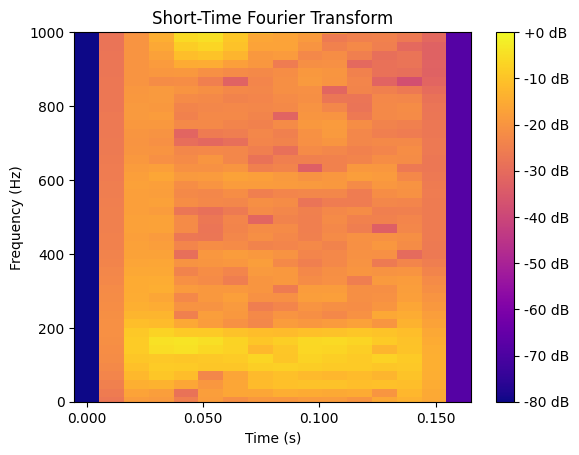 Short-Time Fourier Transform
Frequency (Hz)
1000
800
600
400
200
0
0.000
0.050
0.100
0.150
Time (s)
+0 dB
-10 dB
-20 dB
-30 dB
-40 dB
-50 dB
-60 dB
-70 dB
-80 dB